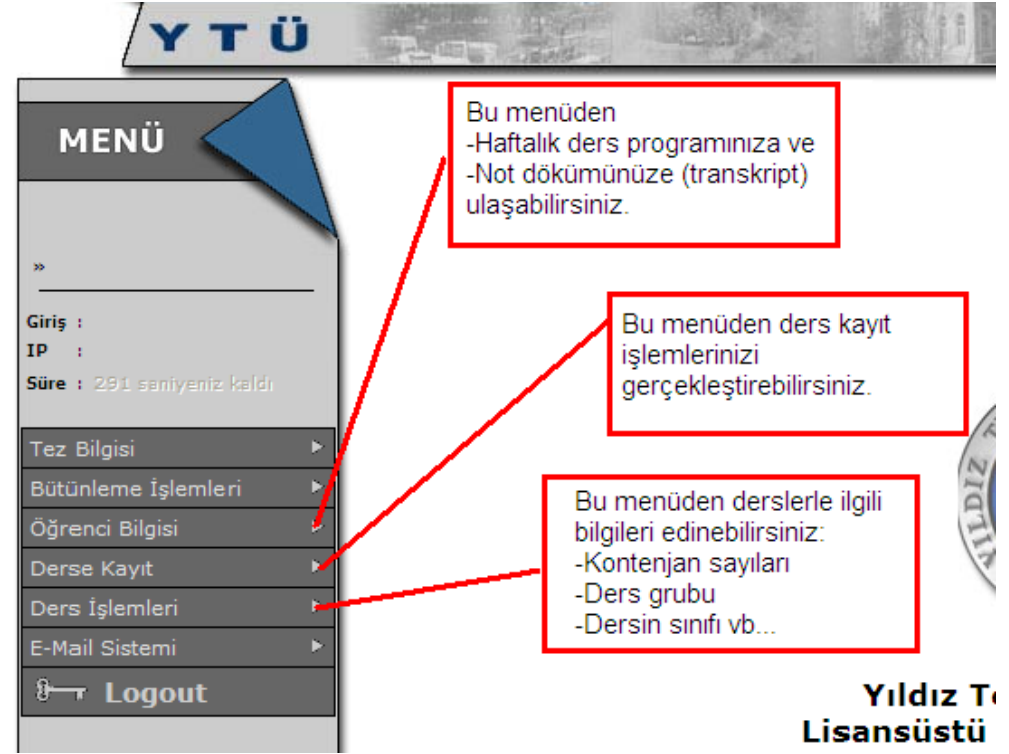 YTÜ
MENÜ
»
Giriş :
IP :
Süre : 291 saniyeniz kaldı
Tez Bilgisi
Bütünleme İşlemleri
Öğrenci Bilgisi
Derse Kayıt
Ders İşlemleri
E-Mail Sistemi
Logout
Bu menüden
-Haftalık ders programınıza ve
-Not dökümünüze (transkript)
ulaşabilirsiniz.
Bu menüden ders kayıt
işlemlerinizi
gerçekleştirebilirsiniz.
Bu menüden derslerle ilgili
bilgileri edinebilirsiniz:
-Kontenjan sayıları
-Ders grubu
-Dersin sınıfı vb...
YILDIZ T
Yıldız Te
Lisansüstü